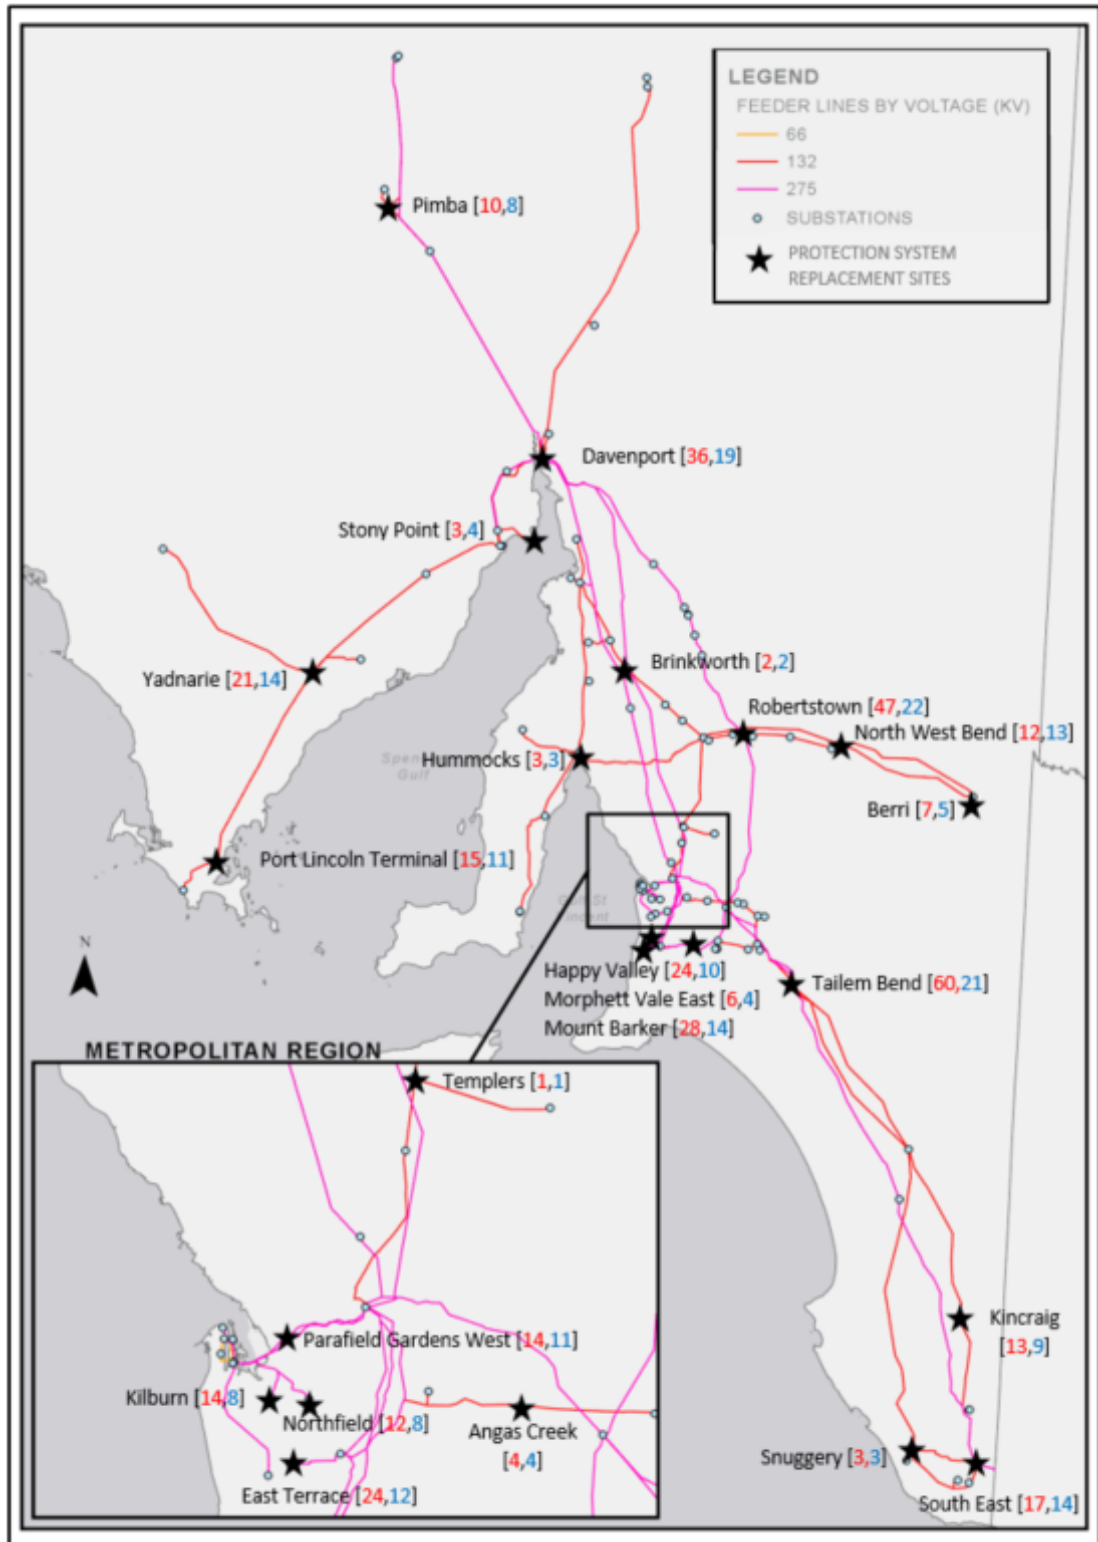 LEGEND
FEEDER LINES BY VOLTAGE (KV)
66
132
275
SUBSTATIONS
PROTECTION SYSTEM
REPLACEMENT SITES
Pimba [10,8]
Davenport [36,19]
Stony Point [3,4]
Yadnarie [21,14]
Brinkworth [2,2]
Robertstown [47,22]
North West Bend [12,13]
Hummocks [3,3]
Spen
Gulf
Berri [7,5]
Port Lincoln Terminal [15,11]
Gulf St
Vincent
N
Happy Valley [24,10]
Morphett Vale East [6,4]
Mount Barker [28,14]
Tailem Bend [60,21]
METROPOLITAN REGION
Templers [1,1]
Parafield Gardens West [14,11]
Kilburn [14,8]
Northfield [12,8]
Angas Creek
[4,4]
East Terrace [24,12]
Kincraig
[13,9]
Snuggery [3,3]
South East [17,14]